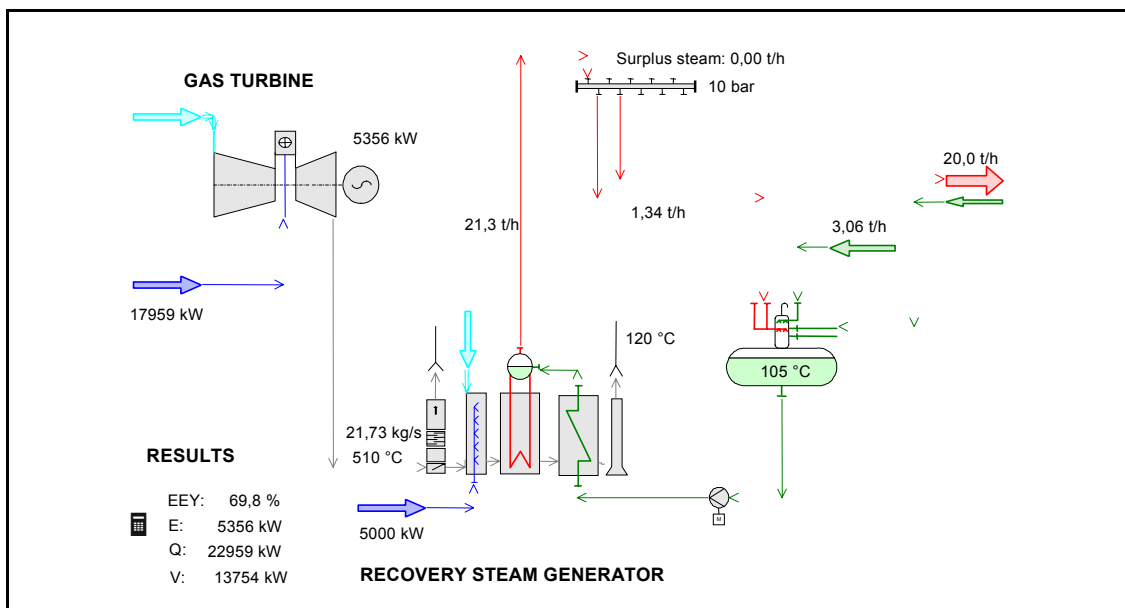 Surplus steam: 0,00 t/h
GAS TURBINE
10 bar
5356 kW
20,0 t/h
1,34 t/h
21,3 t/h
3,06 t/h
17959 kW
120 °C
105 °C
21,73 kg/s
510 °C
RESULTS
EEY: 69,8 %
E: 5356 kW
5000 kW
Q: 22959 kW
V: 13754 kW
RECOVERY STEAM GENERATOR
M